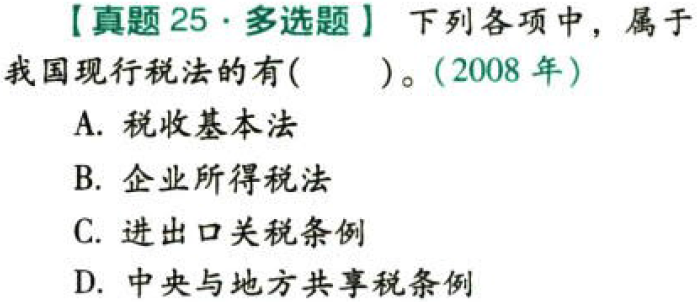 【真题 25·多选题】 下列各项中，属于
我国现行税法的有(　　)。(2008 年)
A. 税收基本法
B. 企业所得税法
C. 进出口关税条例
D. 中央与地方共享税条例